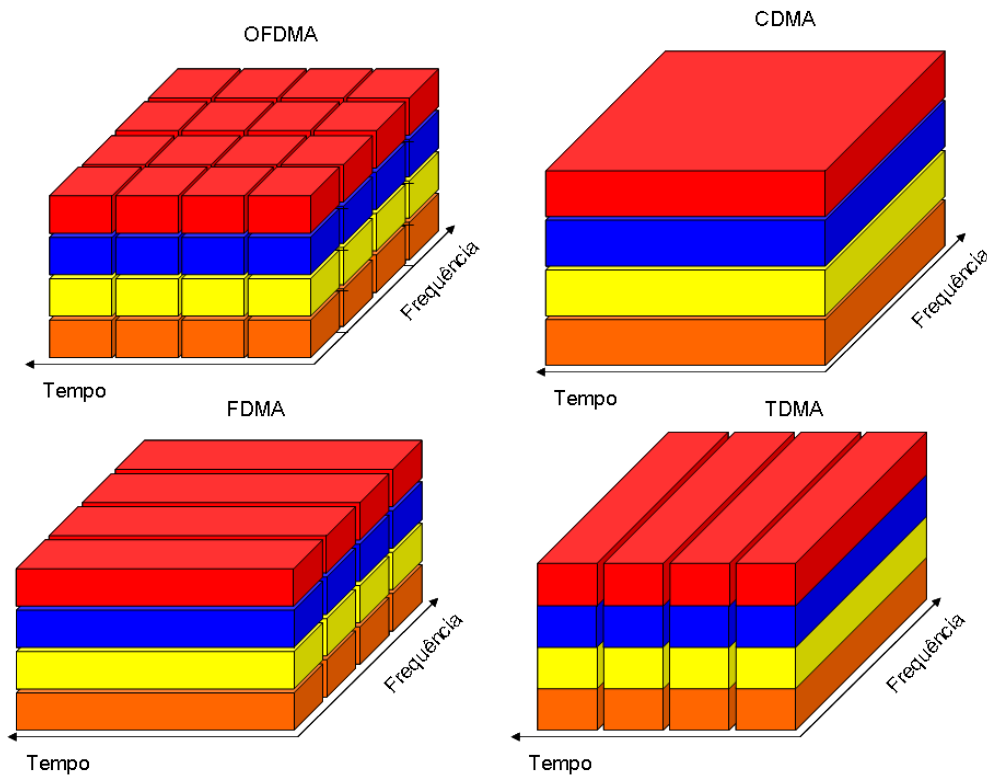 OFDMA
CDMA
Frequência
Tempo
Frequência
Tempo
FDMA
TDMA
Frequência
Tempo
Frequência
Tempo